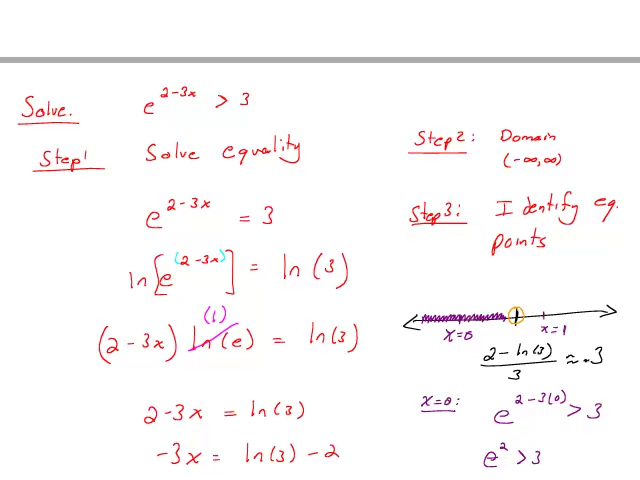 Solve. e^(2-3x) > 3
Step 1 Solve equality
e^(2-3x) = 3
ln[e^(2-3x)] = ln(3)
(1)
(2-3x) ln(e) = ln(3)
2-3x = ln(3)
-3x = ln(3) - 2
Step 2: Domain
(-∞,∞)
Step 3: Identify eq.
points
x=0 x=1
(2-ln(3))/3 ≈ .3
x=0: e^(2-3(0)) > 3
e^2 > 3